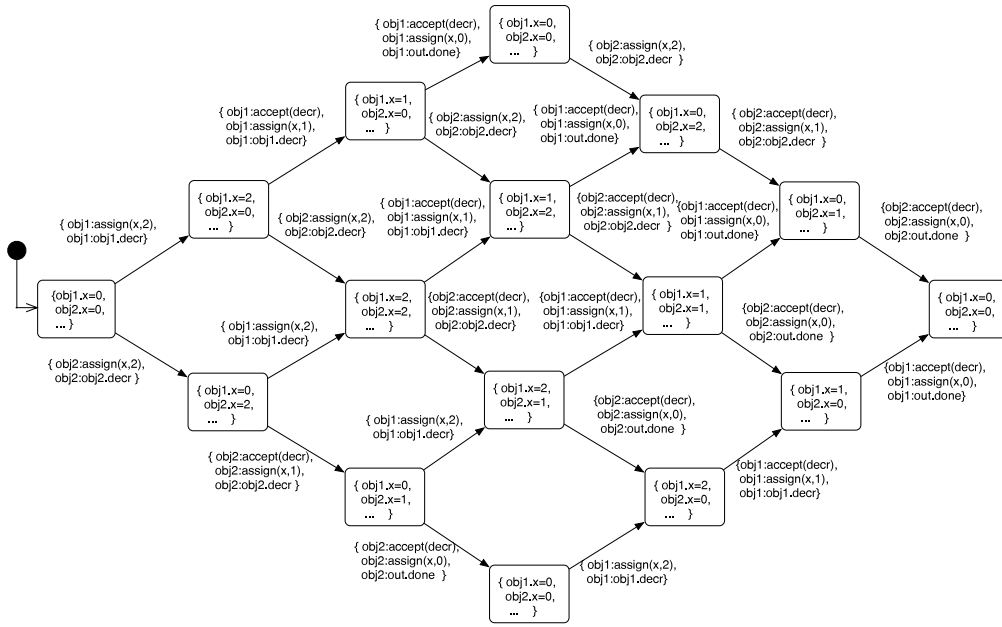 { obj1:accept(decr),
obj1:assign(x,0),
obj1:out.done}
{ obj1.x=0,
obj2.x=0,
... }
{ obj2:assign(x,2),
obj2:obj2.decr }
{ obj1:accept(decr),
obj1:assign(x,1),
obj1:obj1.decr}
{ obj1.x=1,
obj2.x=0,
... }
{ obj2:assign(x,2),
obj2:obj2.decr}
{ obj1:accept(decr),
obj1:assign(x,0),
obj1:out.done}
{ obj1.x=0,
obj2.x=2,
... }
{ obj2:accept(decr),
obj2:assign(x,1),
obj2:obj2.decr }
{ obj1:assign(x,2),
obj1:obj1.decr}
{ obj1.x=2,
obj2.x=0,
... }
{ obj2:assign(x,2),
obj2:obj2.decr}
{ obj1:accept(decr),
obj1:assign(x,1),
obj1:obj1.decr}
{ obj1.x=1,
obj2.x=2,
...}
{obj2:accept(decr),
obj2:assign(x,1),
obj2:obj2.decr }
{obj1:accept(decr),
obj1:assign(x,0),
obj1:out.done}
{ obj1.x=0,
obj2.x=1,
... }
{obj2:accept(decr),
obj2:assign(x,0),
obj2:out.done }
{obj1.x=0,
obj2.x=0,
... }
{ obj2:assign(x,2),
obj2:obj2.decr }
{ obj1:assign(x,2),
obj1:obj1.decr}
{ obj1.x=2,
obj2.x=2,
... }
{obj2:accept(decr),
obj2:assign(x,1),
obj2:obj2.decr}
{obj1:accept(decr),
obj1:assign(x,1),
obj1:obj1.decr}
{ obj1.x=1,
obj2.x=1,
... }
{obj2:accept(decr),
obj2:assign(x,0),
obj2:out.done }
{ obj1.x=0,
obj2.x=0,
... }
{ obj1.x=0,
obj2.x=2,
... }
{ obj2:accept(decr),
obj2:assign(x,1),
obj2:obj2.decr }
{ obj1:assign(x,2),
obj1:obj1.decr}
{ obj1.x=2,
obj2.x=1,
... }
{obj2:accept(decr),
obj2:assign(x,0),
obj2:out.done }
{ obj1.x=1,
obj2.x=0,
... }
{obj1:accept(decr),
obj1:assign(x,0),
obj1:out.done}
{ obj1.x=0,
obj2.x=1,
... }
{ obj2:accept(decr),
obj2:assign(x,0),
obj2:out.done }
{ obj1.x=2,
obj2.x=0,
... }
{obj1:accept(decr),
obj1:assign(x,1),
obj1:obj1.decr}
{ obj1.x=0,
obj2.x=0,
... }
{ obj1:assign(x,2),
obj1:obj1.decr}